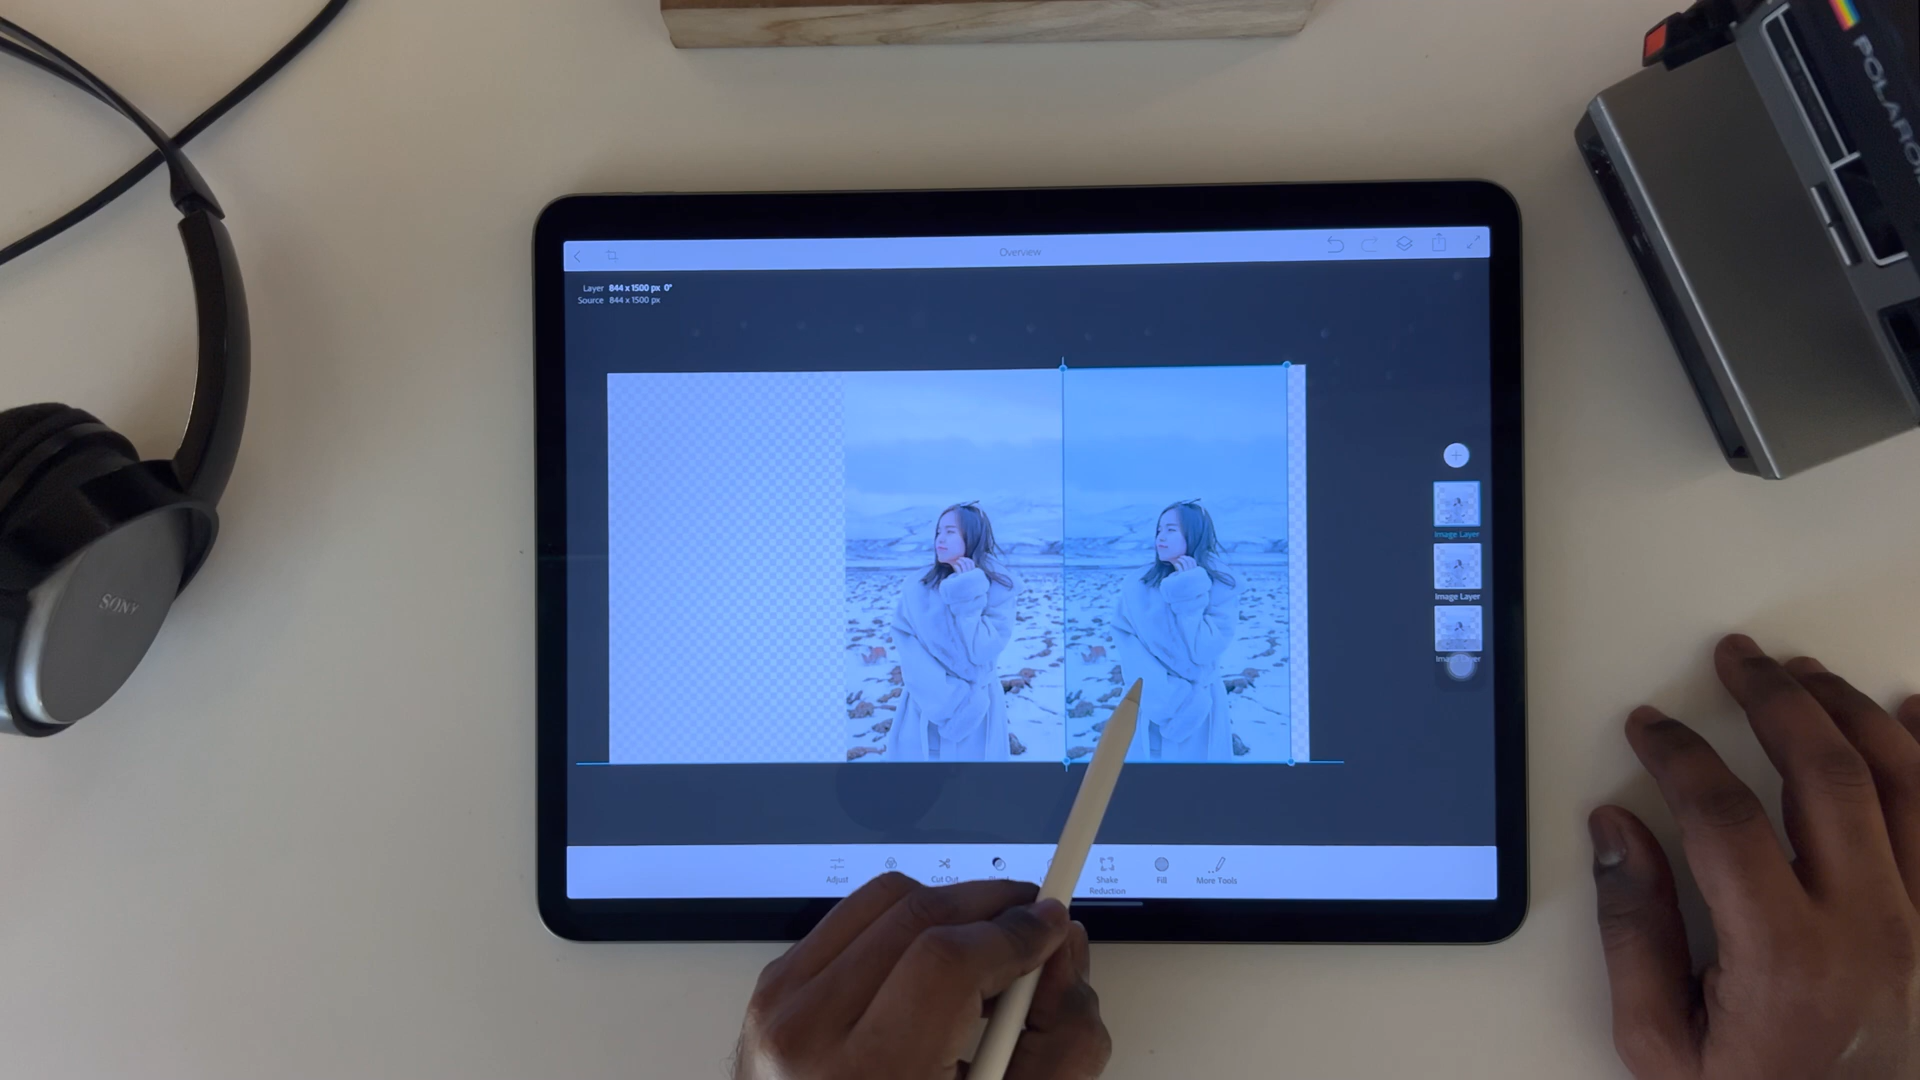 POLAROI
Overview
Layer 844 x 1500 px 0°
Source 844 x 1500 px
Image Layer
Image Layer
SONY
Adjust
Cut Out
Shake
Reduction
Fill
More Tools